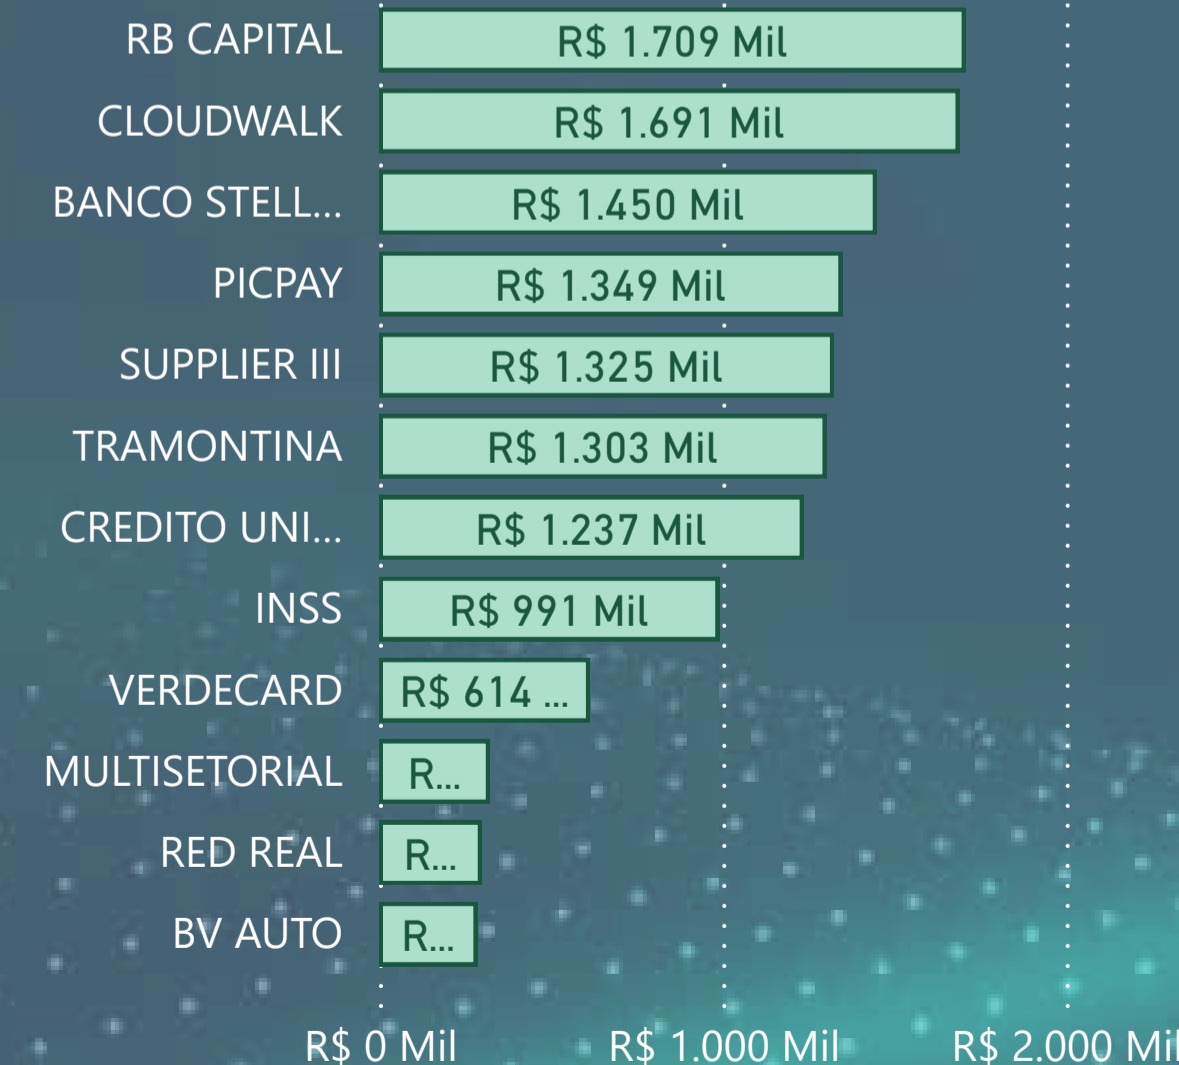 RB CAPITAL R$ 1.709 Mil
CLOUDWALK R$ 1.691 Mil
BANCO STELL... R$ 1.450 Mil
PICPAY R$ 1.349 Mil
SUPPLIER III R$ 1.325 Mil
TRAMONTINA R$ 1.303 Mil
CREDITO UNI... R$ 1.237 Mil
INSS R$ 991 Mil
VERDECARD R$ 614 ...
MULTISETORIAL R...
RED REAL R...
BV AUTO R...
R$ 0 Mil R$ 1.000 Mil R$ 2.000 Mil